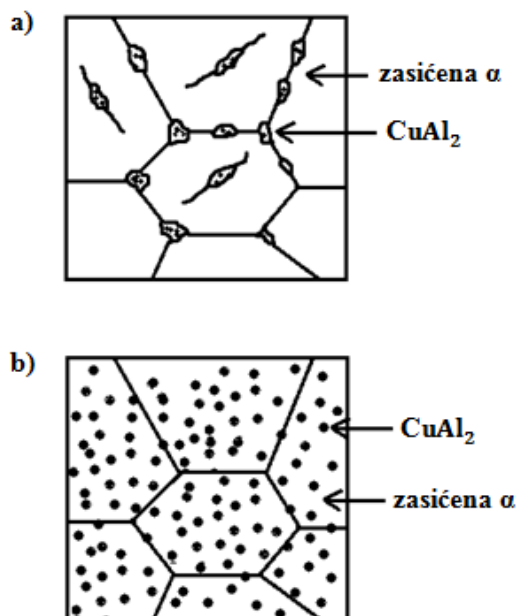 a)
zasićena α
CuAl₂
b)
CuAl₂
zasićena α